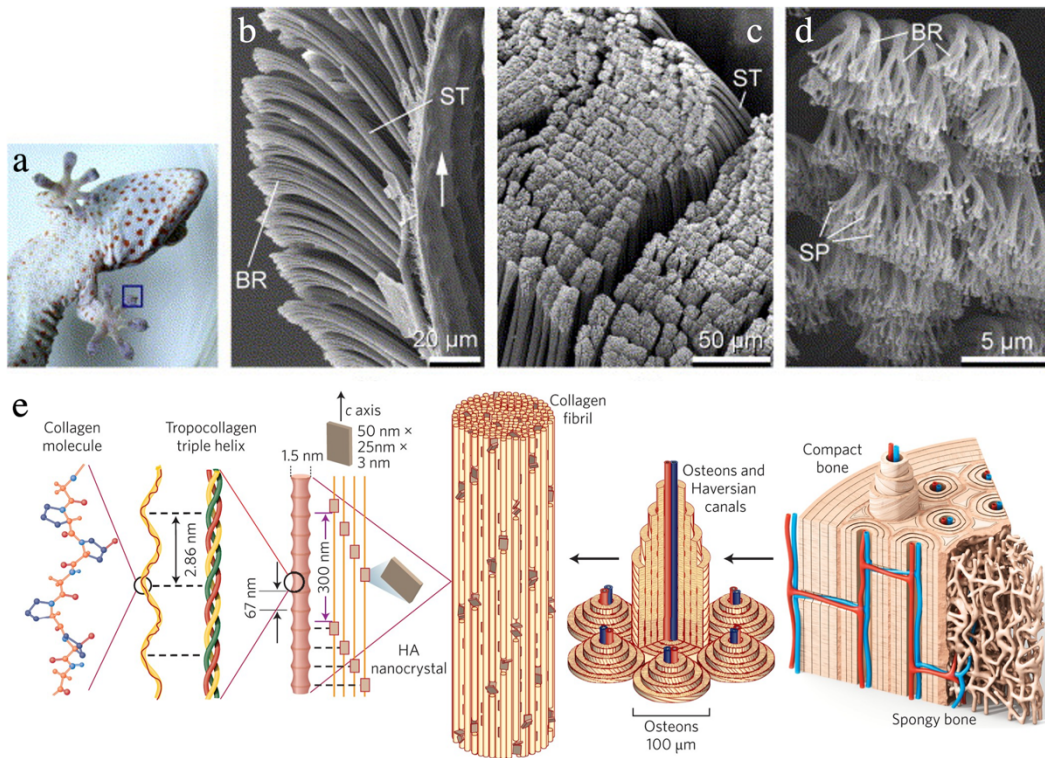 a
b
ST
BR
20 µm
c
ST
50 µm
d
BR
SP
5 µm
e
Collagen
molecule
Tropocollagen
triple helix
2.86 nm
c axis
50 nm ×
25nm ×
3 nm
1.5 nm
300 nm
67 nm
HA
nanocrystal
Collagen
fibril
Osteons and
Haversian
canals
Osteons
100 µm
Compact
bone
Spongy bone